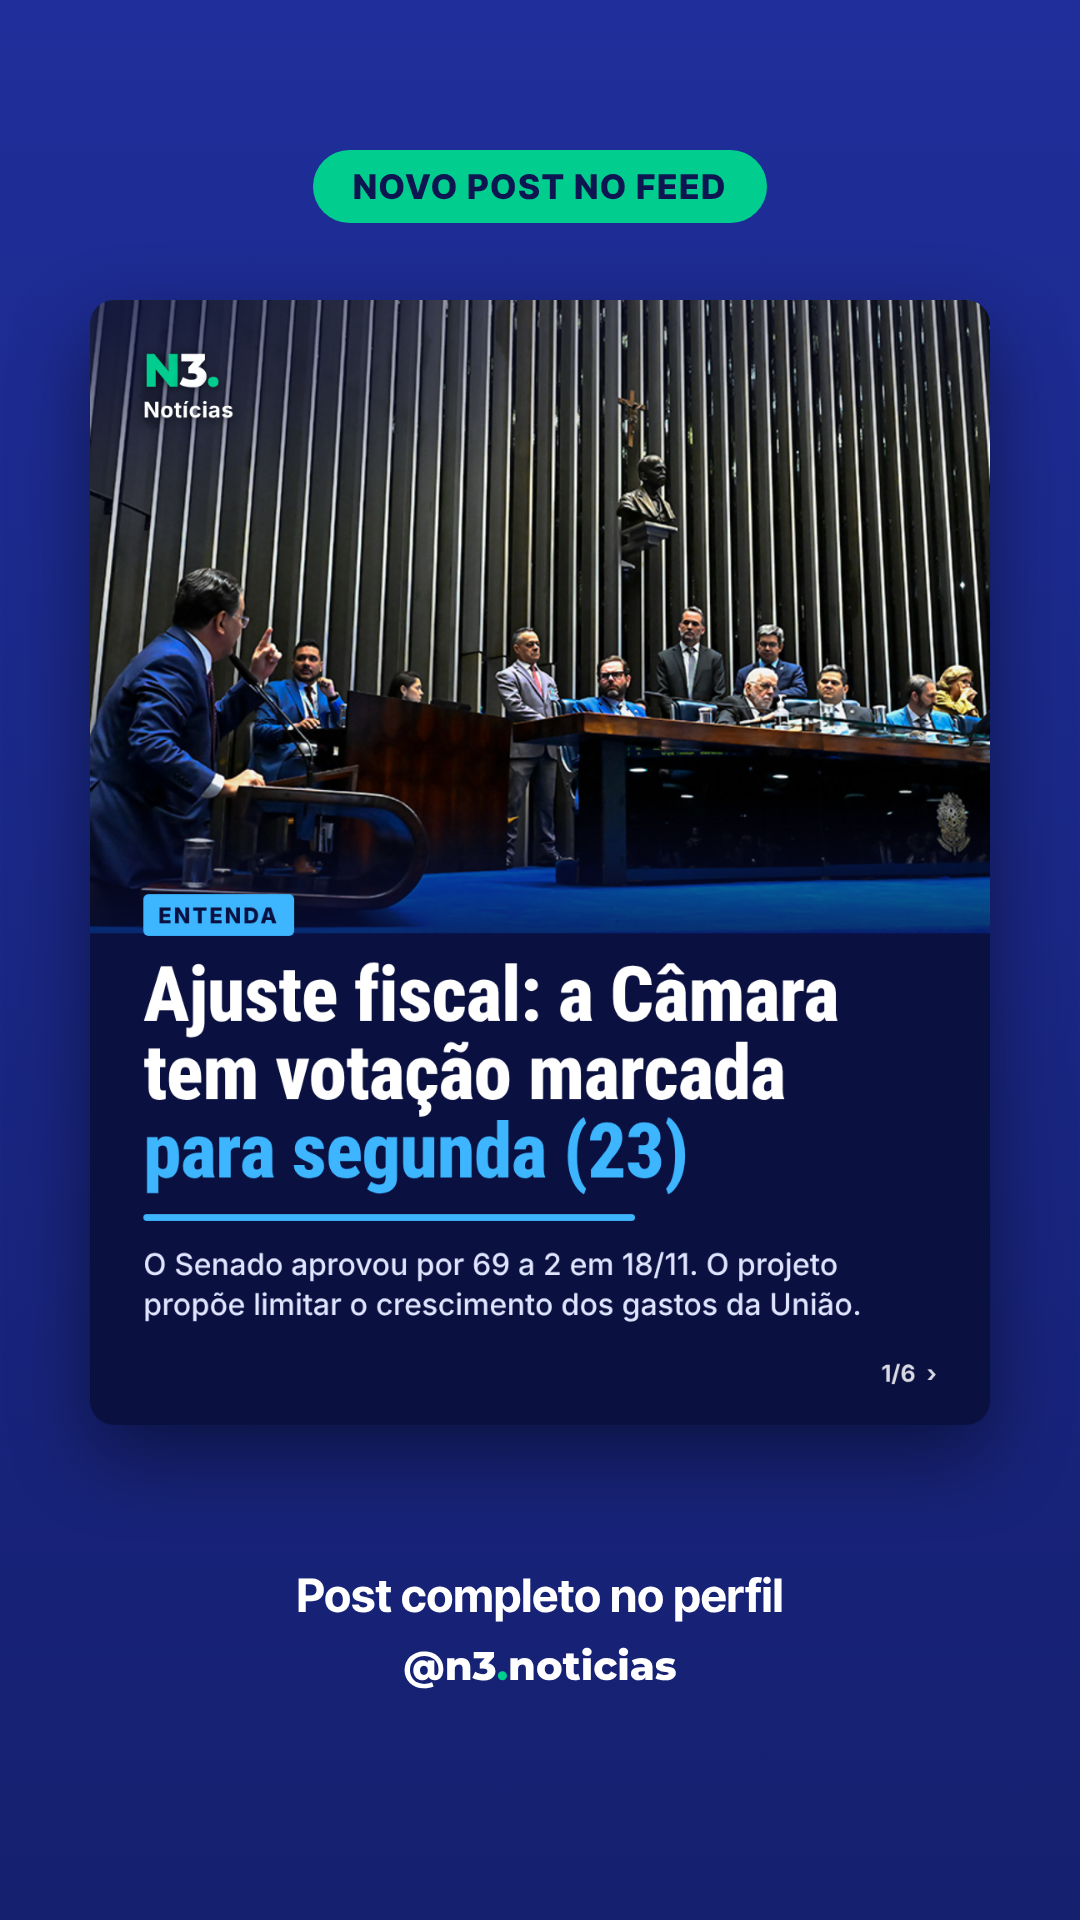 NOVO POST NO FEED
N3.
Notícias
ENTENDA
Ajuste fiscal: a Câmara
tem votação marcada
para segunda (23)
O Senado aprovou por 69 a 2 em 18/11. O projeto
propõe limitar o crescimento dos gastos da União.
1/6 ›
Post completo no perfil
@n3.noticias